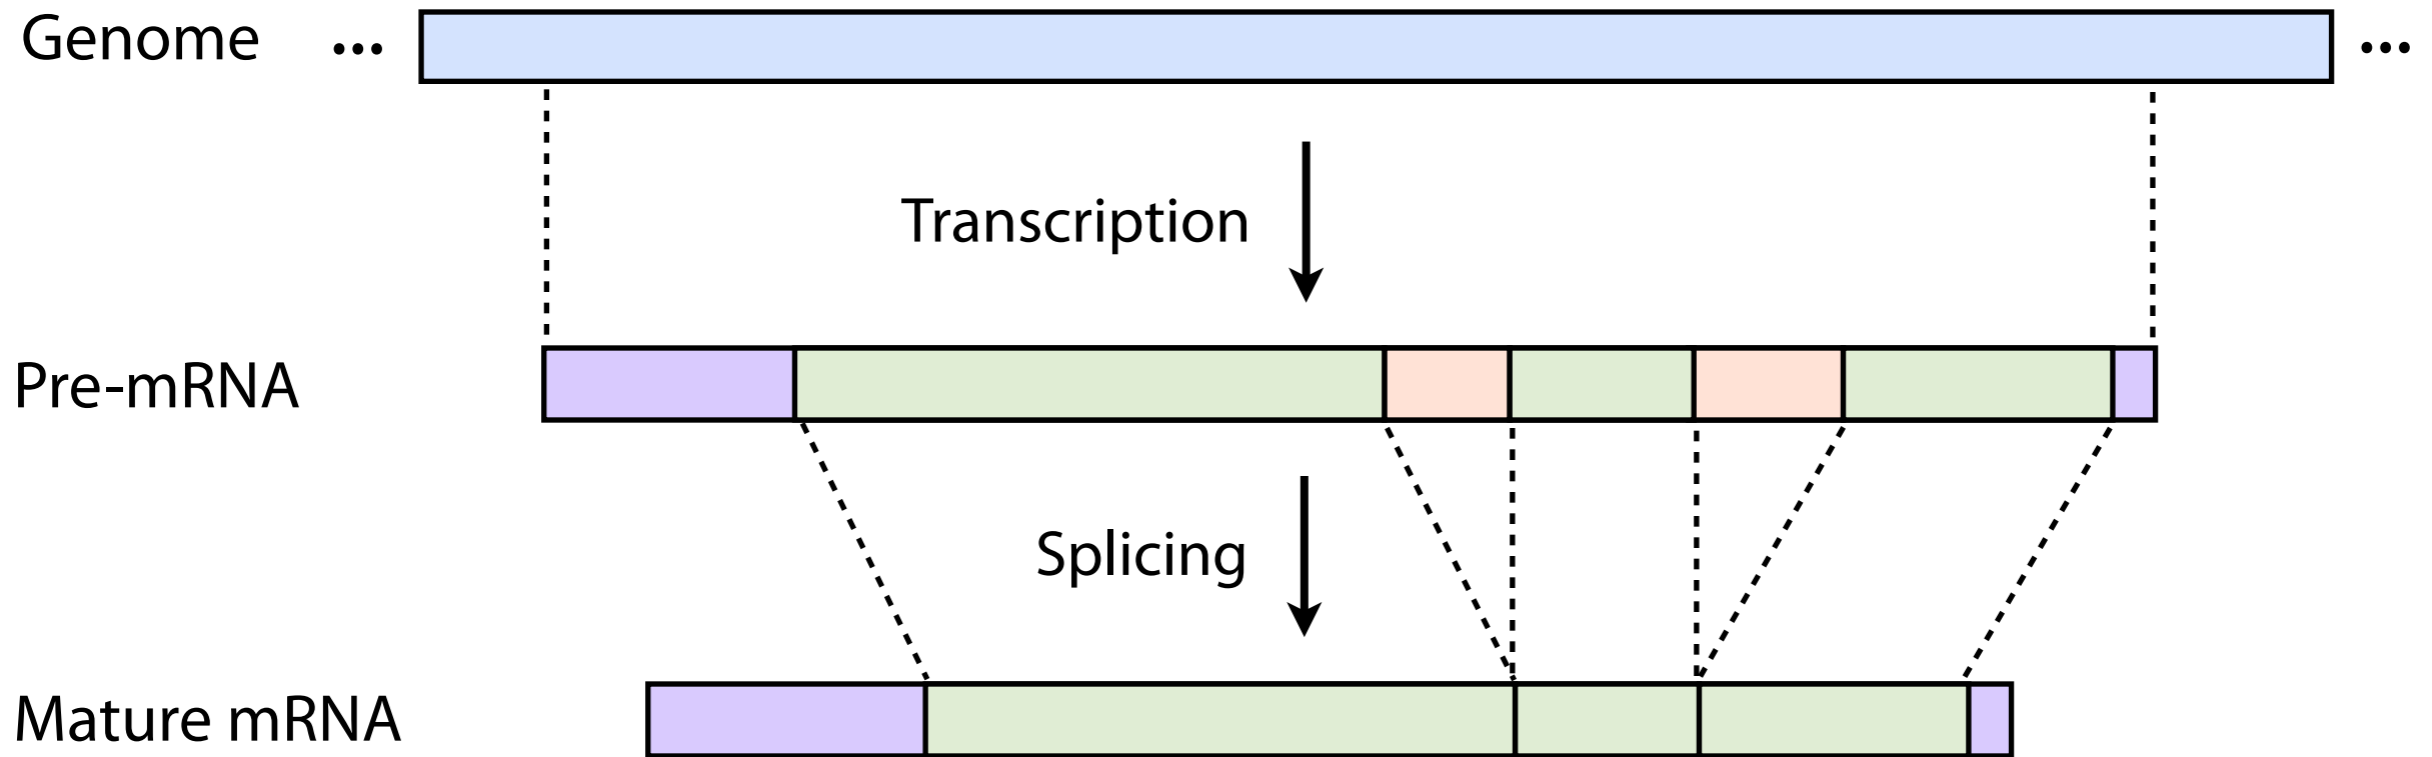 Genome ... ...
Transcription
Pre-mRNA
Splicing
Mature mRNA